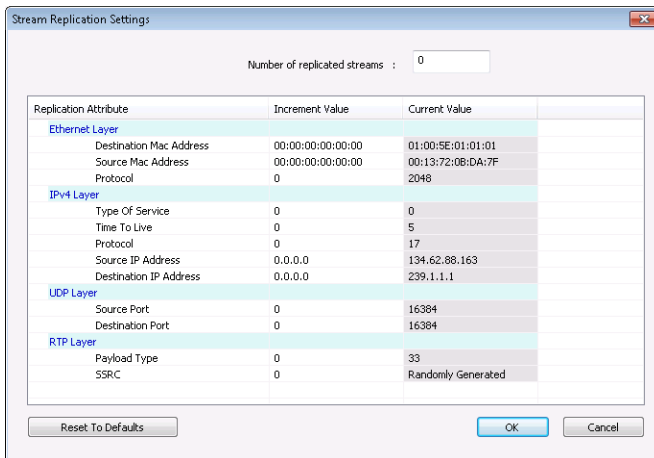 Stream Replication Settings
Number of replicated streams : 0
Replication Attribute Increment Value Current Value
Ethernet Layer
Destination Mac Address 00:00:00:00:00:00 01:00:5E:01:01:01
Source Mac Address 00:00:00:00:00:00 00:13:72:0B:DA:7F
Protocol 0 2048
IPv4 Layer
Type Of Service 0 0
Time To Live 0 5
Protocol 0 17
Source IP Address 0.0.0.0 134.62.88.163
Destination IP Address 0.0.0.0 239.1.1.1
UDP Layer
Source Port 0 16384
Destination Port 0 16384
RTP Layer
Payload Type 0 33
SSRC 0 Randomly Generated
Reset To Defaults OK Cancel